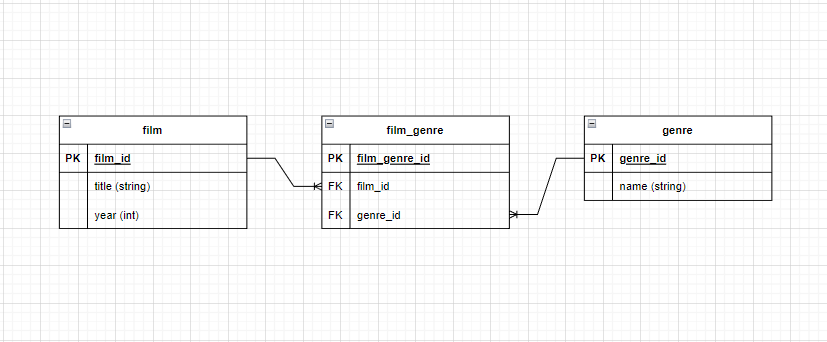 film
PK film_id
title (string)
year (int)
film_genre
PK film_genre_id
FK film_id
FK genre_id
genre
PK genre_id
name (string)